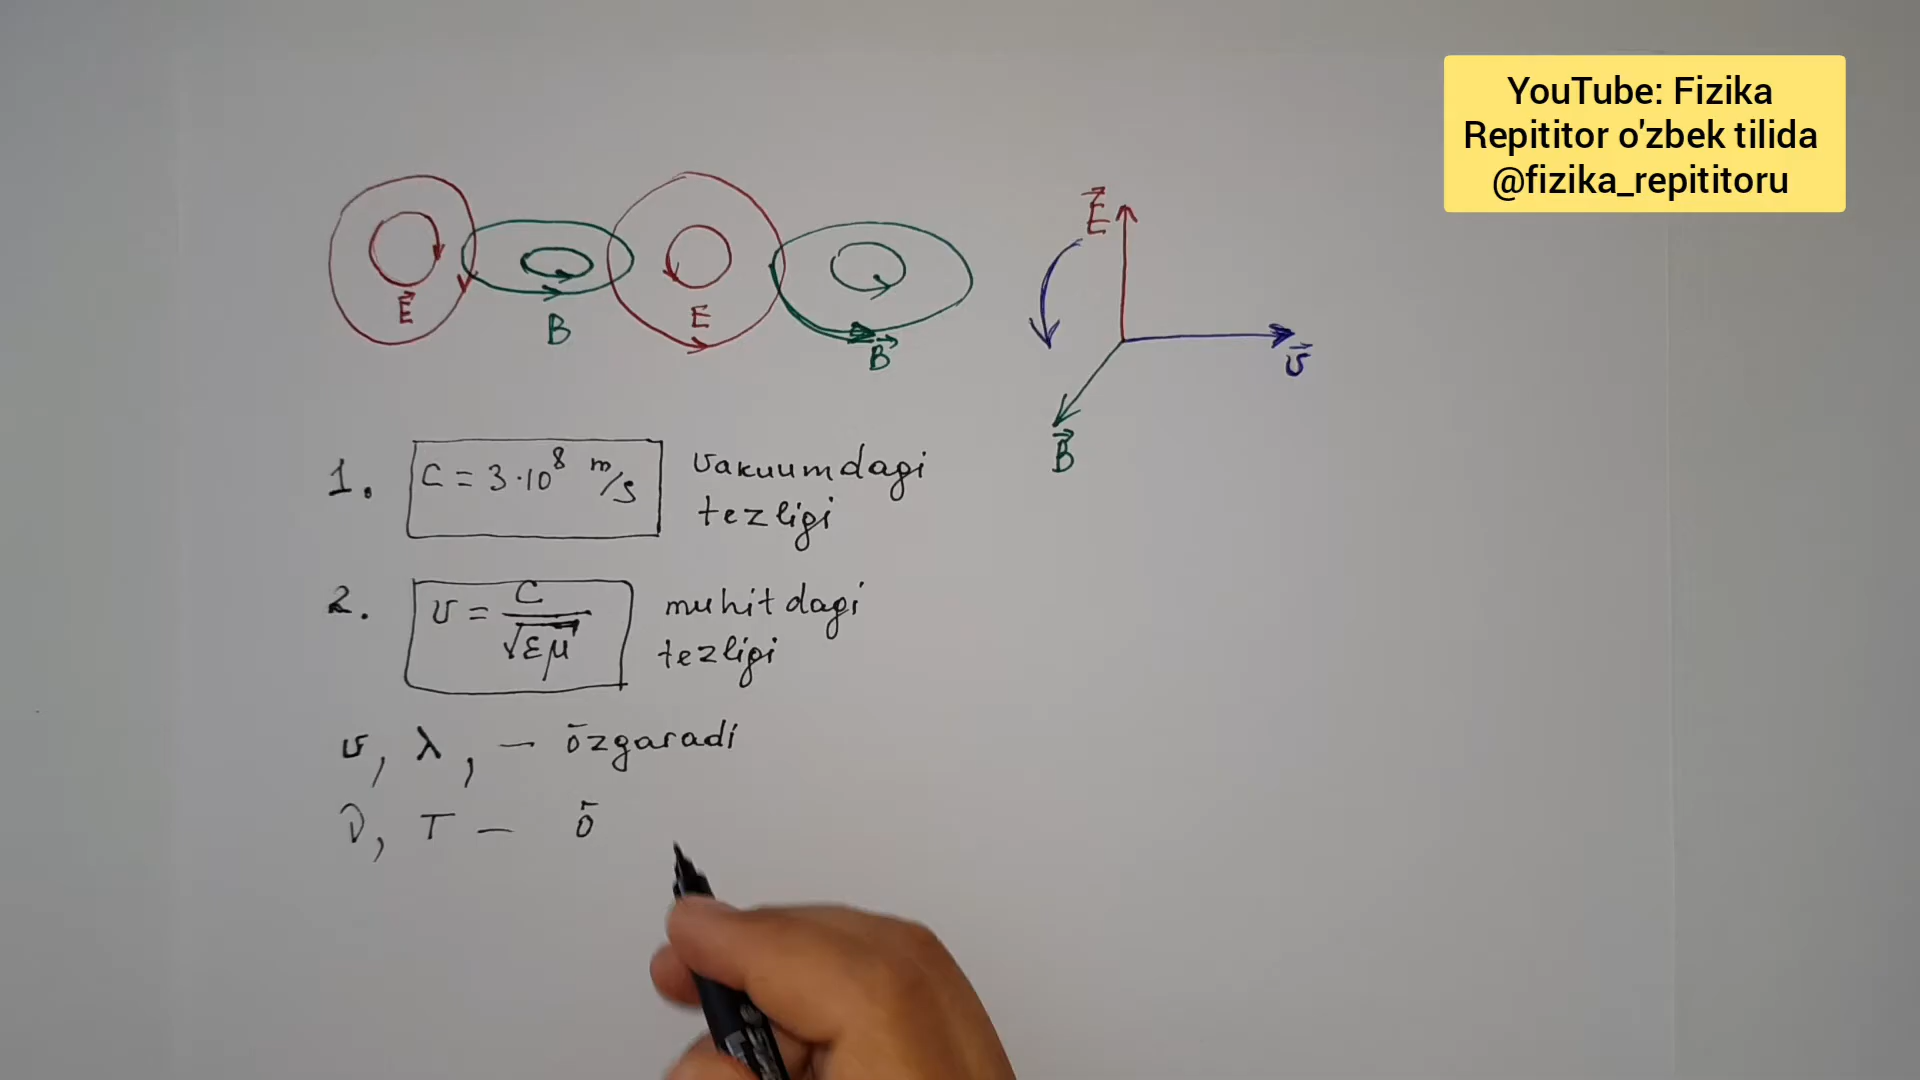 YouTube: Fizika
Repititor o'zbek tilida
@fizika_repititoru
E⃗
B
E
B⃗
E⃗
υ⃗
B⃗
1. C = 3·10⁸ m/s vakuumdagi
tezligi
2. υ = C/√εμ muhitdagi
tezligi
υ, λ, — ōzgaradi
ν, T — ō